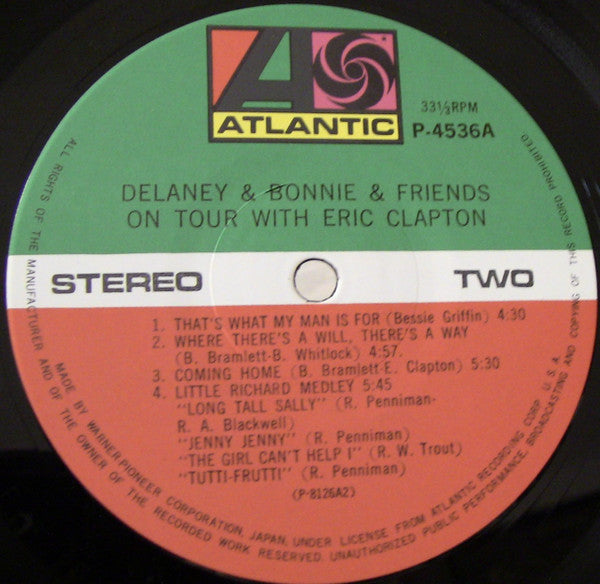 ATLANTIC
33⅓RPM
P-4536A
DELANEY & BONNIE & FRIENDS
ON TOUR WITH ERIC CLAPTON
STEREO TWO
1. THAT'S WHAT MY MAN IS FOR (Bessie Griffin) 4:30
2. WHERE THERE'S A WILL, THERE'S A WAY
(B. Bramlett-B. Whitlock) 4:57.
3. COMING HOME (B. Bramlett-E. Clapton) 5:30
4. LITTLE RICHARD MEDLEY 5:45
"LONG TALL SALLY" (R. Penniman-
R. A. Blackwell)
"JENNY JENNY" (R. Penniman)
"THE GIRL CAN'T HELP I" (R. W. Trout)
"TUTTI-FRUTTI" (R. Penniman)
(P-8126A2)
MADE BY WARNER-PIONEER CORPORATION, JAPAN, UNDER LICENSE FROM ATLANTIC RECORDING CORP. U.S.A.
ALL RIGHTS OF THE MANUFACTURER AND OF THE OWNER OF THE RECORDED WORK RESERVED. UNAUTHORIZED PUBLIC PERFORMANCE, BROADCASTING AND COPYING OF THIS RECORD PROHIBITED